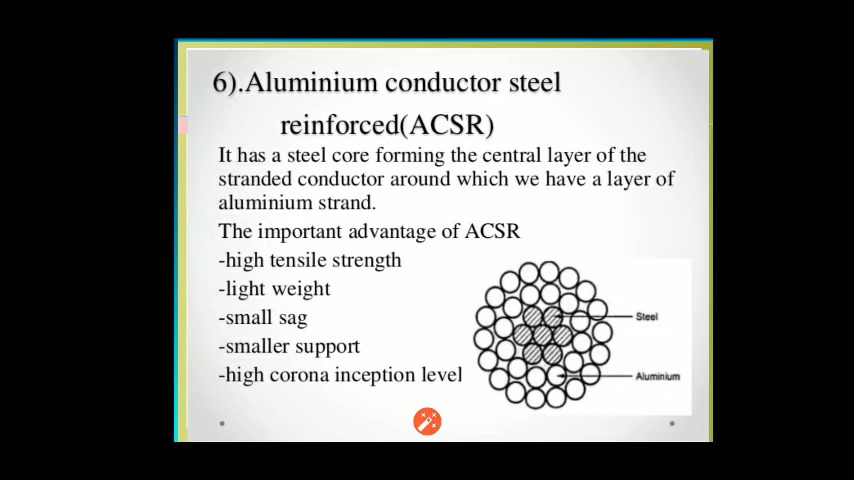 6).Aluminium conductor steel
reinforced(ACSR)
It has a steel core forming the central layer of the
stranded conductor around which we have a layer of
aluminium strand.
The important advantage of ACSR
-high tensile strength
-light weight
-small sag
-smaller support
-high corona inception level
Steel
Aluminium